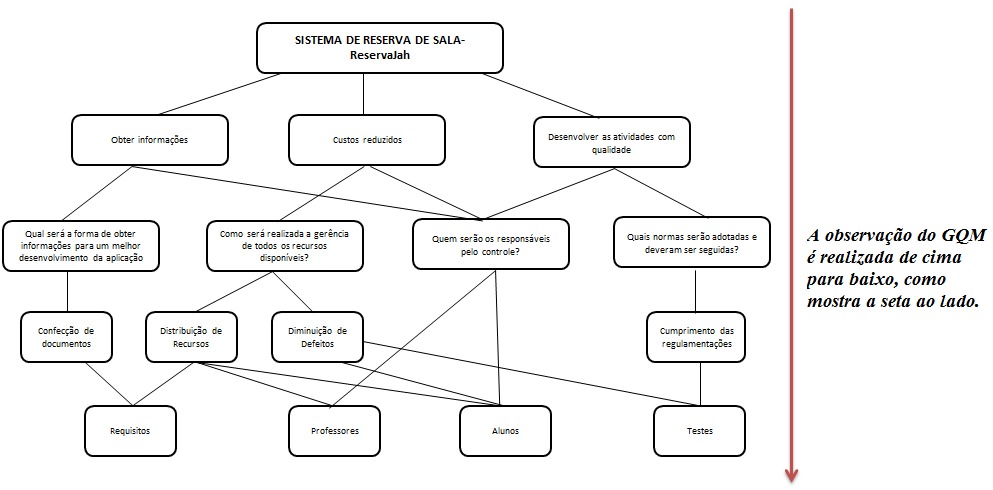 SISTEMA DE RESERVA DE SALA-
ReservaJah
Obter informações
Custos reduzidos
Desenvolver as atividades com
qualidade
Qual será a forma de obter
informações para um melhor
desenvolvimento da aplicação
Como será realizada a gerência
de todos os recursos
disponíveis?
Quem serão os responsáveis
pelo controle?
Quais normas serão adotadas e
deveram ser seguidas?
A observação do GQM
é realizada de cima
para baixo, como
mostra a seta ao lado.
Confecção de
documentos
Distribuição de
Recursos
Diminuição de
Defeitos
Cumprimento das
regulamentações
Requisitos
Professores
Alunos
Testes